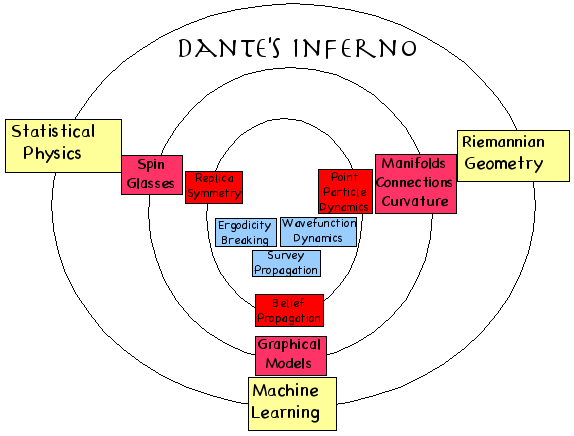 DANTE'S INFERNO
Statistical
Physics
Riemannian
Geometry
Spin
Glasses
Manifolds
Connections
Curvature
Replica
Symmetry
Point
Particle
Dynamics
Ergodicity
Breaking
Wavefunction
Dynamics
Survey
Propagation
Belief
Propagation
Graphical
Models
Machine
Learning